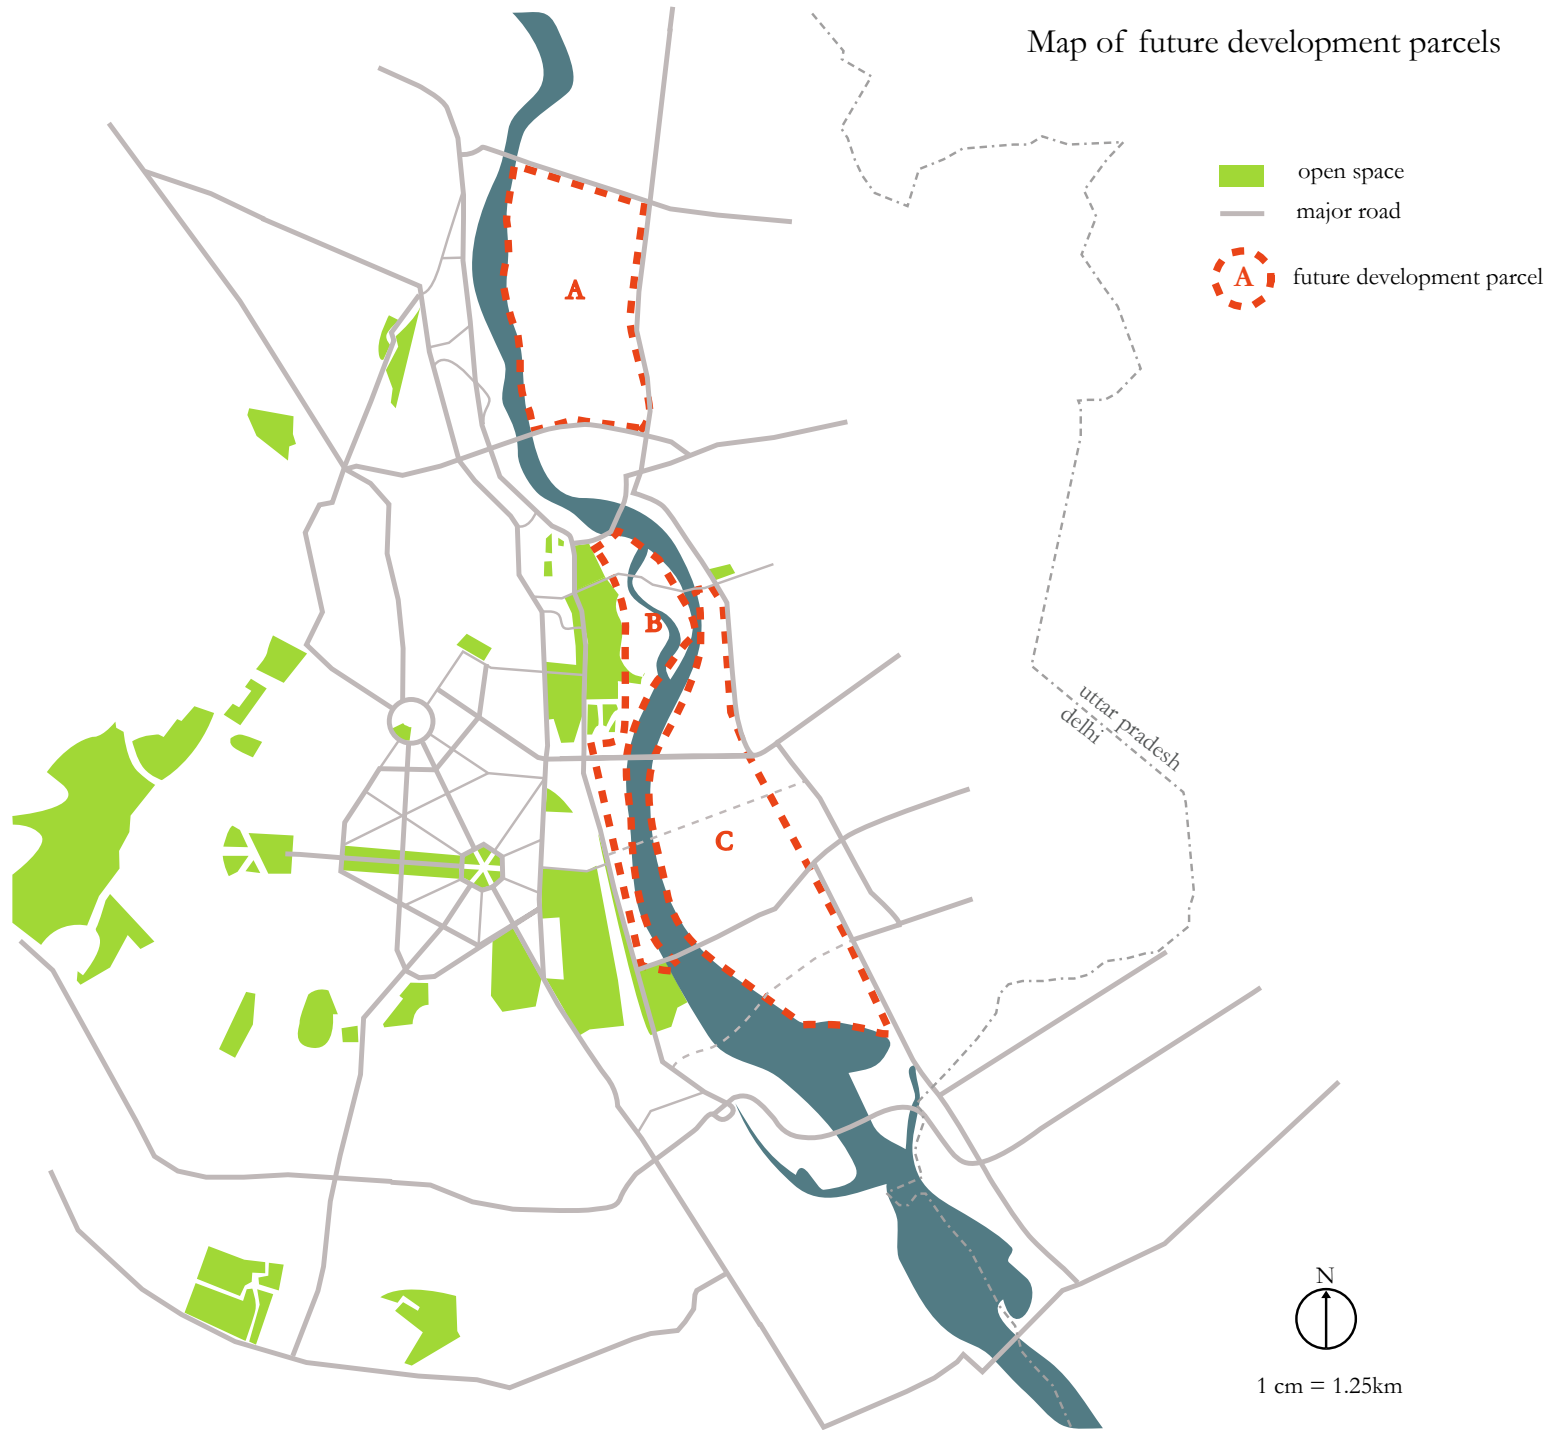 Map of future development parcels
open space
major road
A
future development parcel
A
B
C
uttar pradesh
delhi
N
1 cm = 1.25km